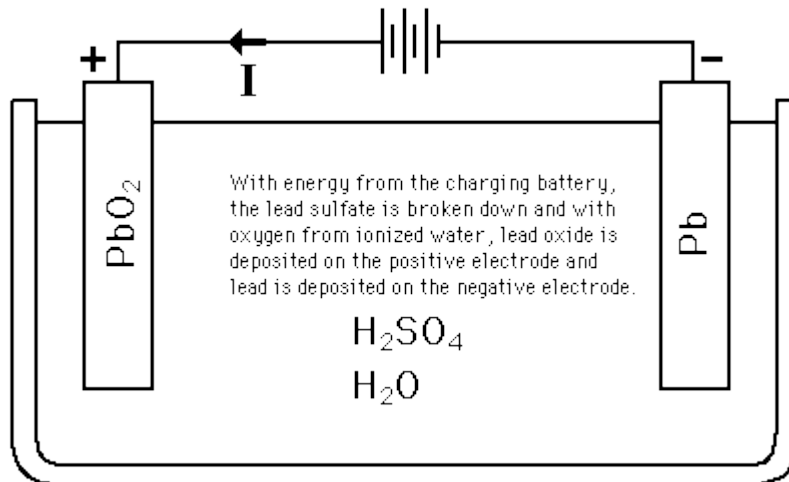 +
-
I
PbO₂
Pb
With energy from the charging battery,
the lead sulfate is broken down and with
oxygen from ionized water, lead oxide is
deposited on the positive electrode and
lead is deposited on the negative electrode.
H₂SO₄
H₂O